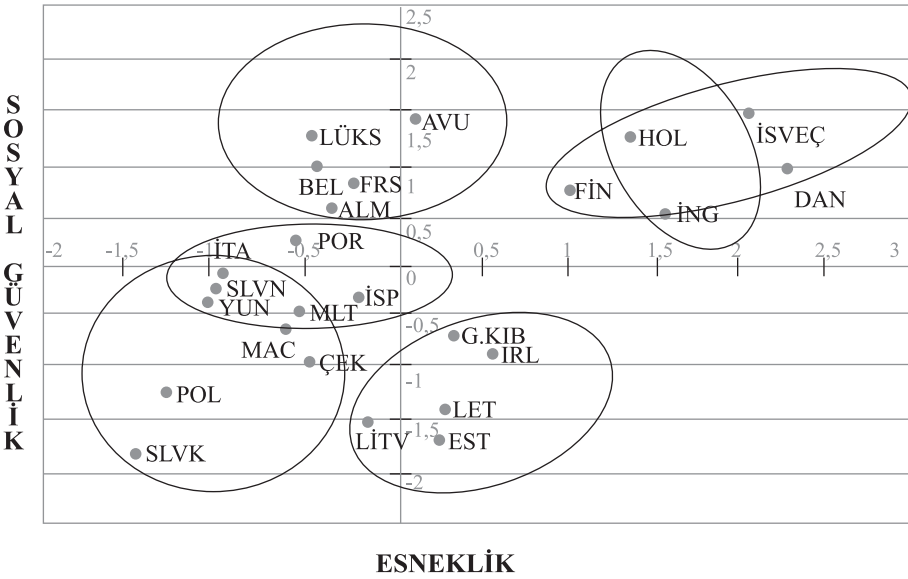 2,5
2
AVU
LÜKS
1,5
HOL
İSVEÇ
BEL
FRS
1
FİN
DAN
ALM
İNG
0,5
POR
-2
-1,5
İTA
-1
-0,5
0
0,5
1
1,5
2
2,5
3
SLVN
YUN
İSP
MLT
-0,5
G.KIB
MAC
IRL
ÇEK
-1
POL
LET
LİTV
-1,5
EST
SLVK
-2
SOSYAL GÜVENLİK
ESNEKLİK